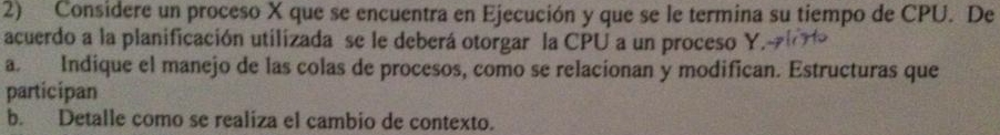 2) Considere un proceso X que se encuentra en Ejecución y que se le termina su tiempo de CPU. De
acuerdo a la planificación utilizada se le deberá otorgar la CPU a un proceso Y. →listo
a. Indique el manejo de las colas de procesos, como se relacionan y modifican. Estructuras que
participan
b. Detalle como se realiza el cambio de contexto.